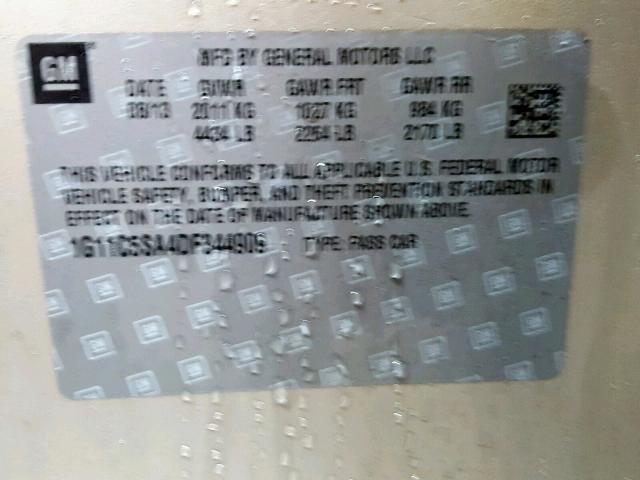 GM
MFD BY GENERAL MOTORS LLC
DATE GVWR GAWR FRT GAWR RR
2011 KG 1027 KG 984 KG
4434 LB 2264 LB 2170 LB
THIS VEHICLE CONFORMS TO ALL APPLICABLE U.S. FEDERAL MOTOR
VEHICLE SAFETY, BUMPER, AND THEFT PREVENTION STANDARDS IN
EFFECT ON THE DATE OF MANUFACTURE SHOWN ABOVE.
1G11C5SA4DF344909 TYPE: PASS CAR